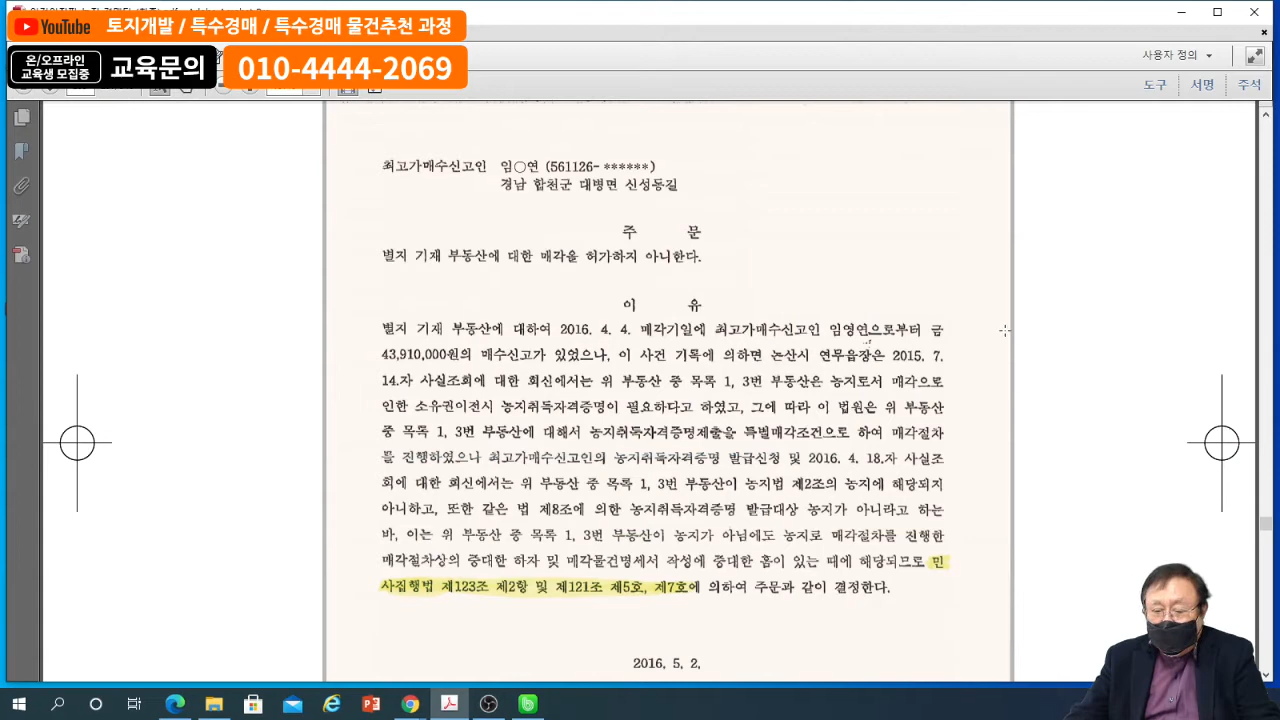 YouTube 토지개발 / 특수경매 / 특수경매 물건추천 과정
온/오프라인
교육생 모집중
교육문의 010-4444-2069
사용자 정의
도구 서명 주석
최고가매수신고인 임○연 (561126- ******)
경남 합천군 대병면 신성동길
주 문
별지 기재 부동산에 대한 매각을 허가하지 아니한다.
이 유
별지 기재 부동산에 대하여 2016. 4. 4. 매각기일에 최고가매수신고인 임영연으로부터 금
43,910,000원의 매수신고가 있었으나, 이 사건 기록에 의하면 논산시 연무읍장은 2015. 7.
14.자 사실조회에 대한 회신에서는 위 부동산 중 목록 1, 3번 부동산은 농지로서 매각으로
인한 소유권이전시 농지취득자격증명이 필요하다고 하였고, 그에 따라 이 법원은 위 부동산
중 목록 1, 3번 부동산에 대해서 농지취득자격증명제출을 특별매각조건으로 하여 매각절차
를 진행하였으나 최고가매수신고인의 농지취득자격증명 발급신청 및 2016. 4. 18.자 사실조
회에 대한 회신에서는 위 부동산 중 목록 1, 3번 부동산이 농지법 제2조의 농지에 해당되지
아니하고, 또한 같은 법 제8조에 의한 농지취득자격증명 발급대상 농지가 아니라고 하는
바, 이는 위 부동산 중 목록 1, 3번 부동산이 농지가 아님에도 농지로 매각절차를 진행한
매각절차상의 중대한 하자 및 매각물건명세서 작성에 중대한 흠이 있는 때에 해당되므로 민
사집행법 제123조 제2항 및 제121조 제5호, 제7호에 의하여 주문과 같이 결정한다.
2016. 5. 2.